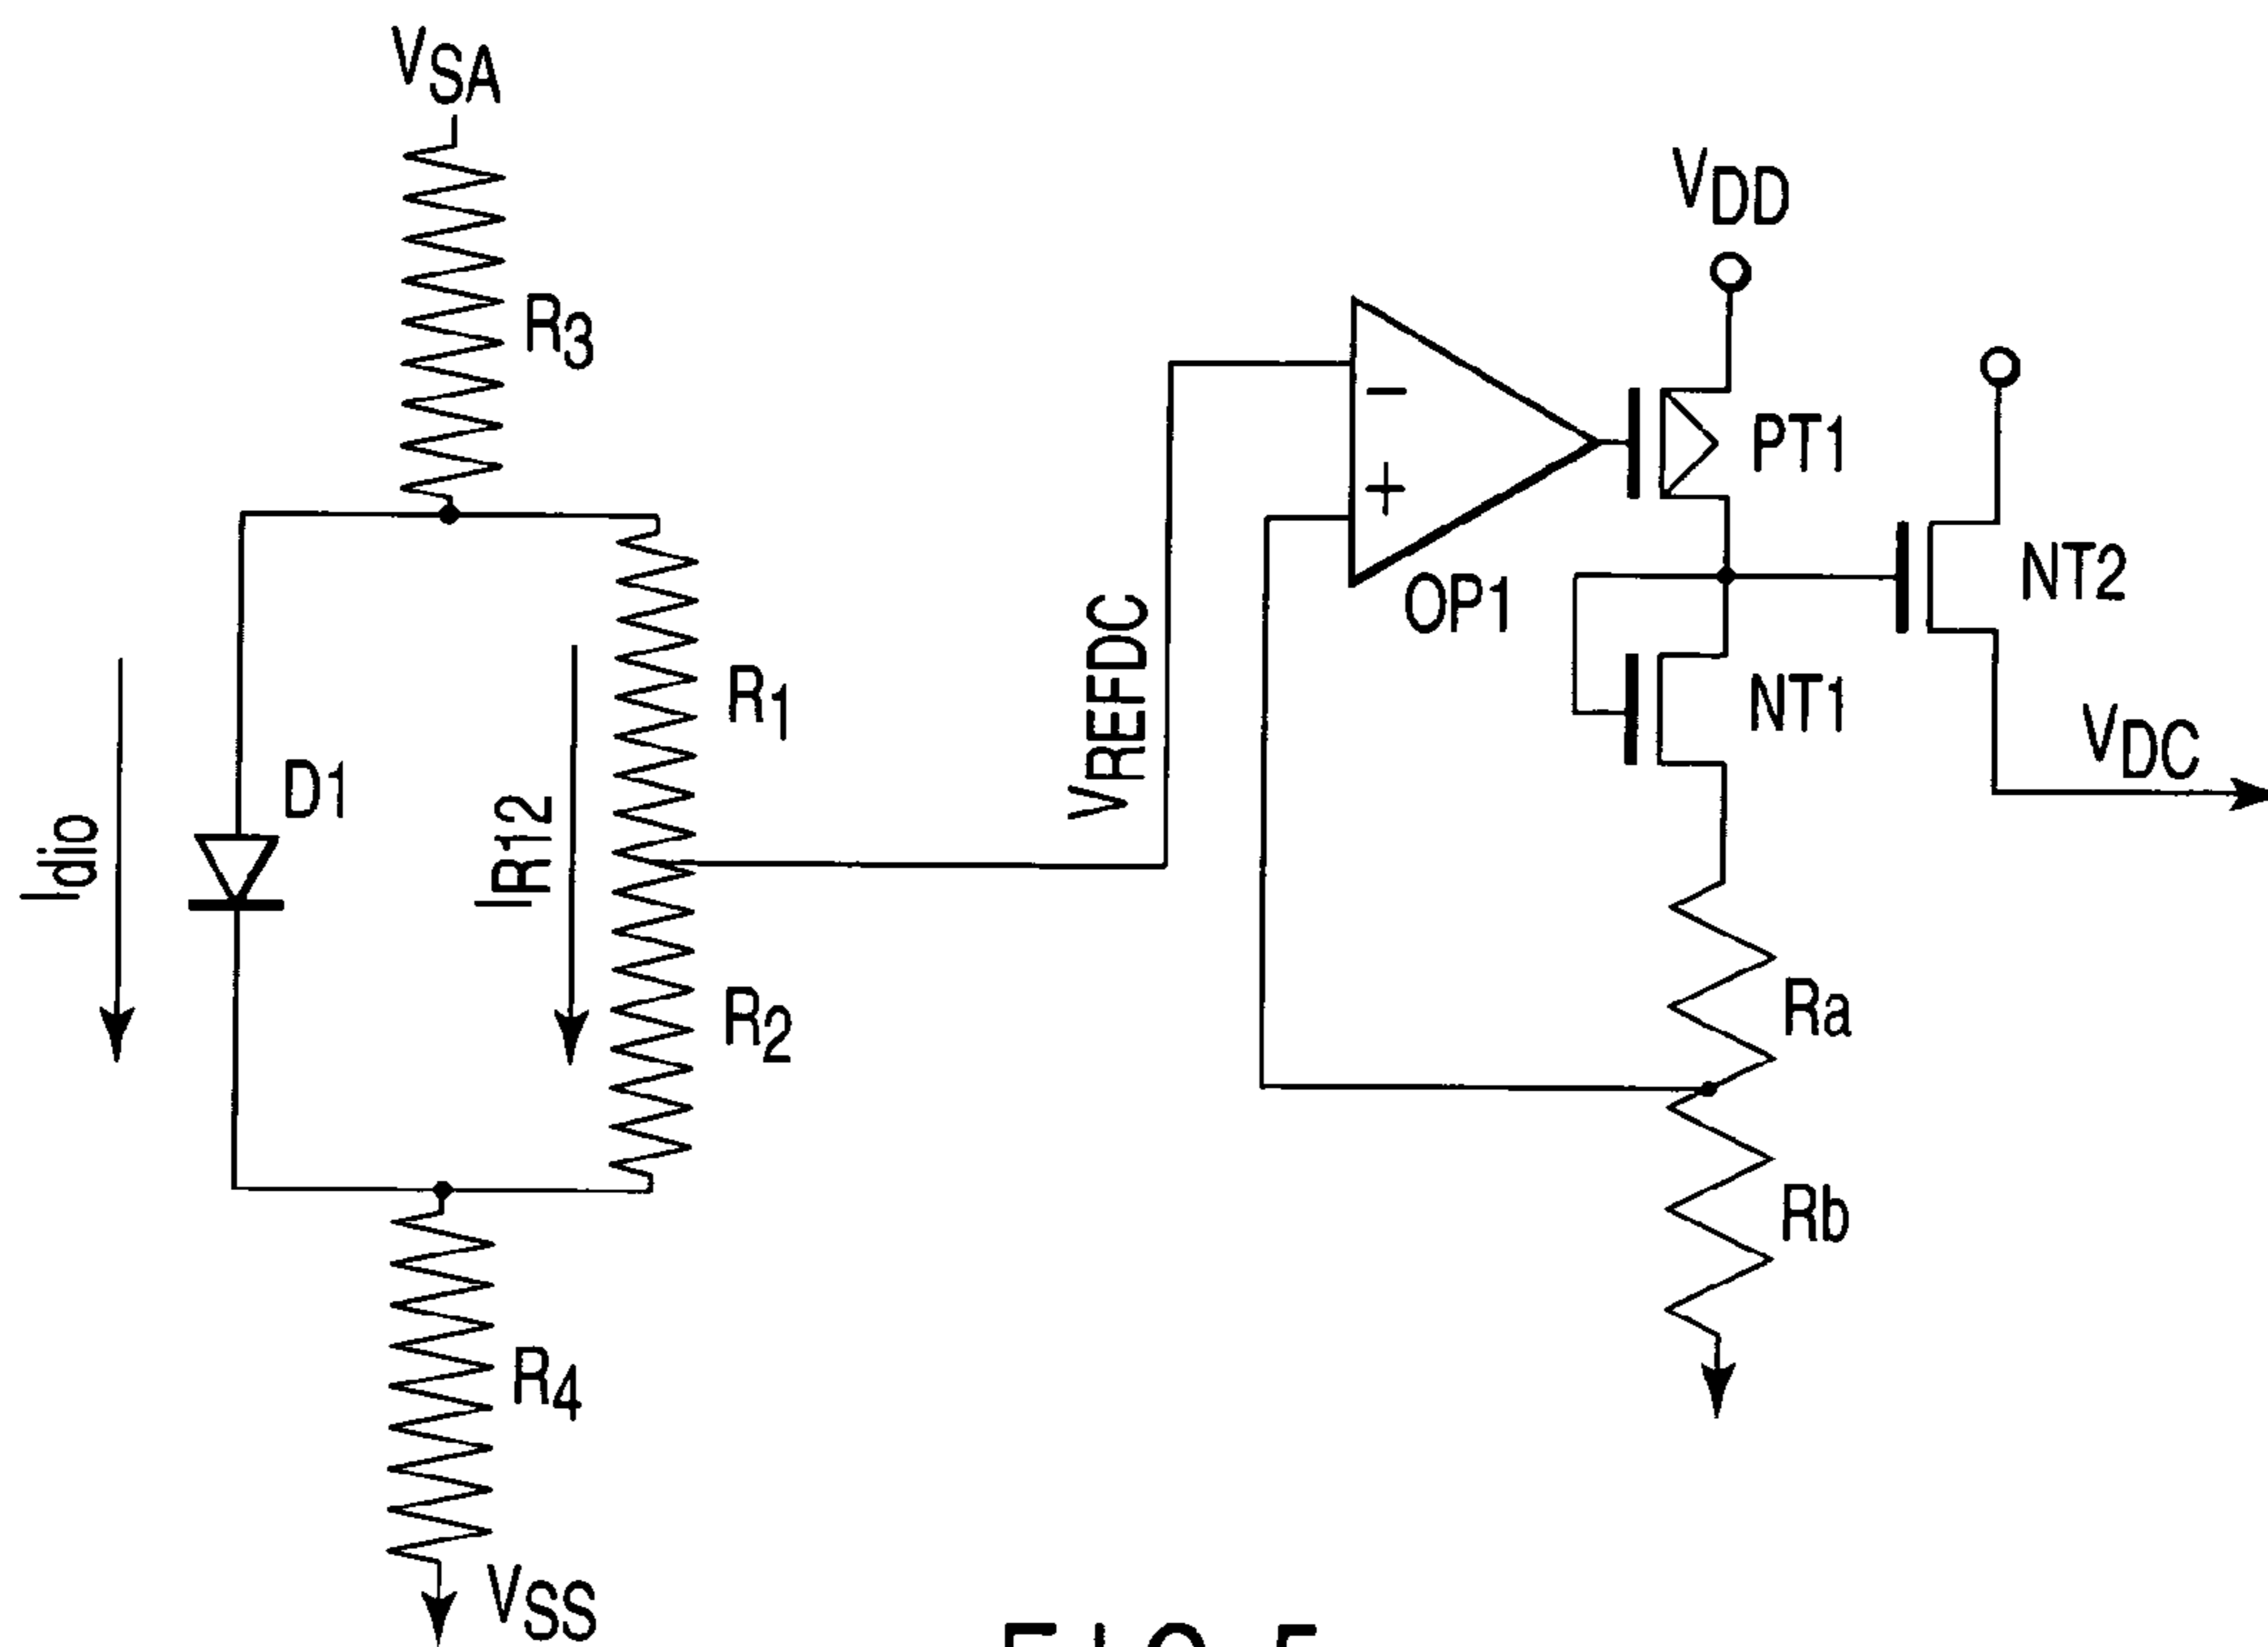 VSA
R3
VDD
PT1
NT2
OP1
R1
VREFDC
NT1
VDC
D1
IR12
Idio
R2
Ra
Rb
R4
VSS